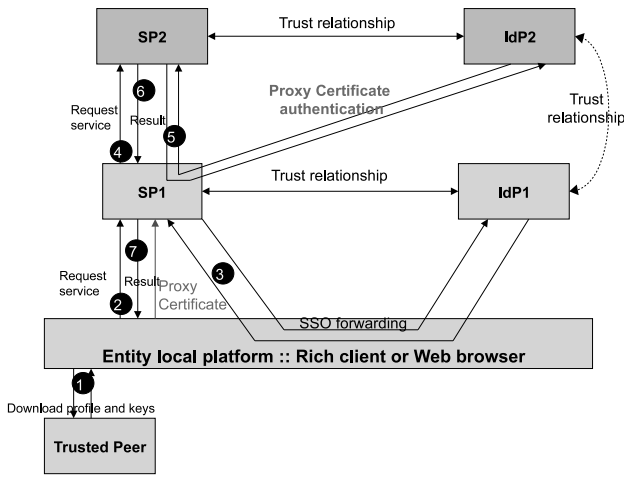 SP2
Trust relationship
IdP2
6
Proxy Certificate
authentication
Request
service
Result
5
Trust
relationship
4
SP1
Trust relationship
IdP1
7
3
Request
service
Result
Proxy
Certificate
2
SSO forwarding
Entity local platform :: Rich client or Web browser
1
Download profile and keys
Trusted Peer